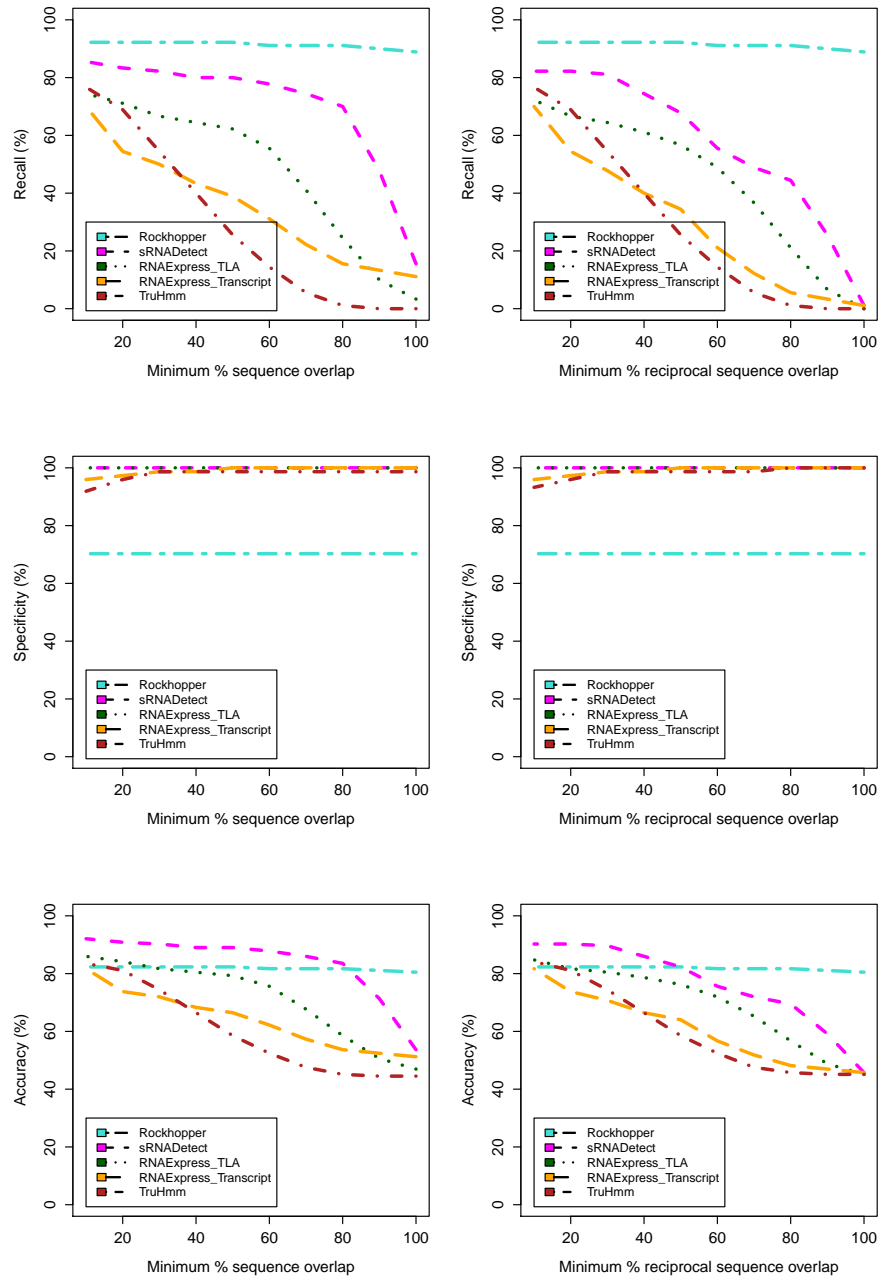 Recall (%)
100
80
60
40
20
0
Rockhopper
sRNADetect
RNAExpress_TLA
RNAExpress_Transcript
TruHmm
20 40 60 80 100
Minimum % sequence overlap
Recall (%)
100
80
60
40
20
0
Rockhopper
sRNADetect
RNAExpress_TLA
RNAExpress_Transcript
TruHmm
20 40 60 80 100
Minimum % reciprocal sequence overlap
Specificity (%)
100
80
60
40
20
0
Rockhopper
sRNADetect
RNAExpress_TLA
RNAExpress_Transcript
TruHmm
20 40 60 80 100
Minimum % sequence overlap
Specificity (%)
100
80
60
40
20
0
Rockhopper
sRNADetect
RNAExpress_TLA
RNAExpress_Transcript
TruHmm
20 40 60 80 100
Minimum % reciprocal sequence overlap
Accuracy (%)
100
80
60
40
20
0
Rockhopper
sRNADetect
RNAExpress_TLA
RNAExpress_Transcript
TruHmm
20 40 60 80 100
Minimum % sequence overlap
Accuracy (%)
100
80
60
40
20
0
Rockhopper
sRNADetect
RNAExpress_TLA
RNAExpress_Transcript
TruHmm
20 40 60 80 100
Minimum % reciprocal sequence overlap